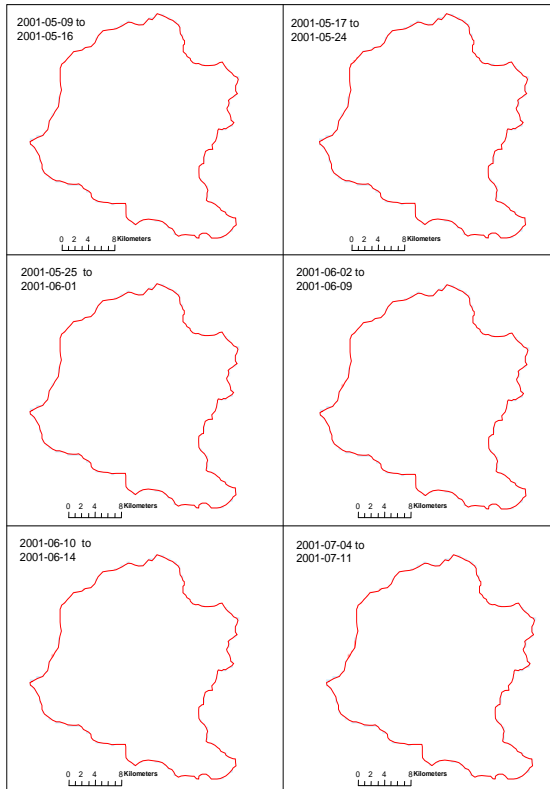 2001-05-09 to
2001-05-16
0 2 4 8 Kilometers
2001-05-17 to
2001-05-24
0 2 4 8 Kilometers
2001-05-25 to
2001-06-01
0 2 4 8 Kilometers
2001-06-02 to
2001-06-09
0 2 4 8 Kilometers
2001-06-10 to
2001-06-14
0 2 4 8 Kilometers
2001-07-04 to
2001-07-11
0 2 4 8 Kilometers